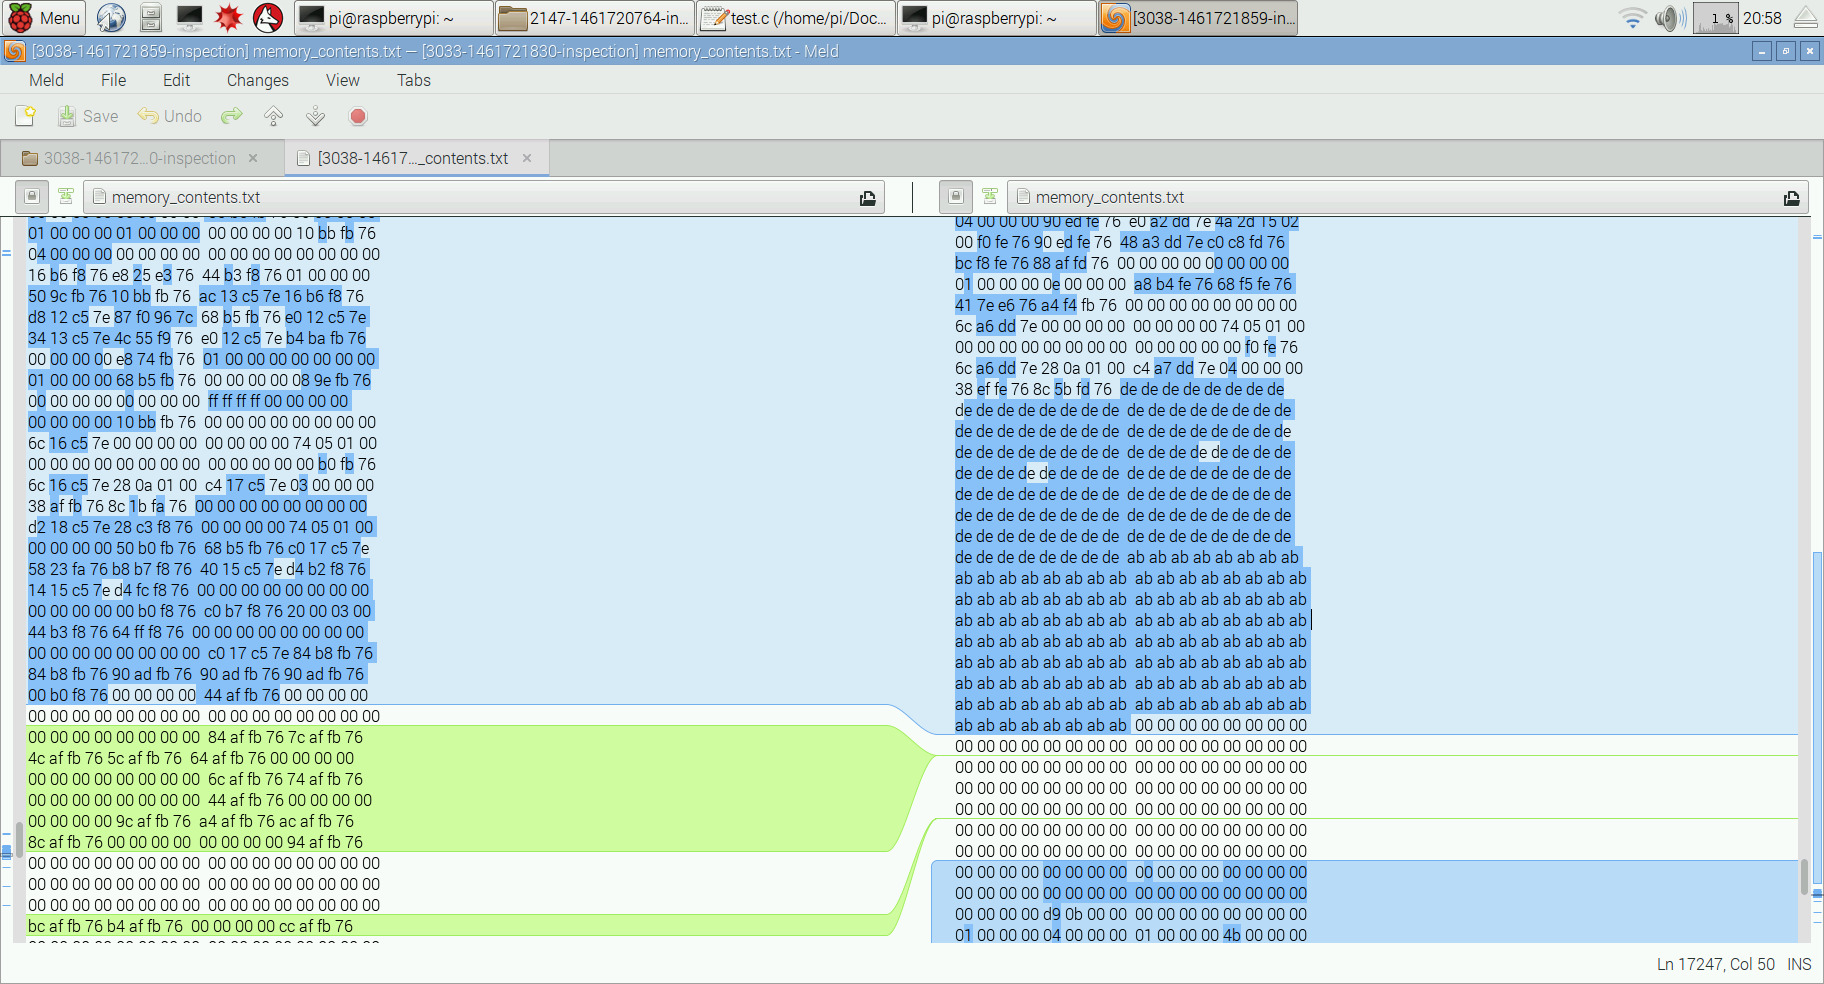 Menu pi@raspberrypi: ~ 2147-1461720764-in... test.c (/home/pi/Doc... pi@raspberrypi: ~ [3038-1461721859-in... 1 % 20:58
[3038-1461721859-inspection] memory_contents.txt — [3033-1461721830-inspection] memory_contents.txt - Meld
Meld File Edit Changes View Tabs
Save Undo
3038-146172...0-inspection × [3038-14617..._contents.txt ×
memory_contents.txt
01 00 00 00 01 00 00 00  00 00 00 00 10 bb fb 76
04 00 00 00 00 00 00 00  00 00 00 00 00 00 00 00
16 b6 f8 76 e8 25 e3 76  44 b3 f8 76 01 00 00 00
50 9c fb 76 10 bb fb 76  ac 13 c5 7e 16 b6 f8 76
d8 12 c5 7e 87 f0 96 7c  68 b5 fb 76 e0 12 c5 7e
34 13 c5 7e 4c 55 f9 76  e0 12 c5 7e b4 ba fb 76
00 00 00 00 e8 74 fb 76  01 00 00 00 00 00 00 00
01 00 00 00 68 b5 fb 76  00 00 00 00 08 9e fb 76
00 00 00 00 00 00 00 00  ff ff ff ff 00 00 00 00
00 00 00 00 10 bb fb 76  00 00 00 00 00 00 00 00
6c 16 c5 7e 00 00 00 00  00 00 00 00 74 05 01 00
00 00 00 00 00 00 00 00  00 00 00 00 00 b0 fb 76
6c 16 c5 7e 28 0a 01 00  c4 17 c5 7e 03 00 00 00
38 af fb 76 8c 1b fa 76  00 00 00 00 00 00 00 00
d2 18 c5 7e 28 c3 f8 76  00 00 00 00 74 05 01 00
00 00 00 00 50 b0 fb 76  68 b5 fb 76 c0 17 c5 7e
58 23 fa 76 b8 b7 f8 76  40 15 c5 7e d4 b2 f8 76
14 15 c5 7e d4 fc f8 76  00 00 00 00 00 00 00 00
00 00 00 00 00 b0 f8 76  c0 b7 f8 76 20 00 03 00
44 b3 f8 76 64 ff f8 76  00 00 00 00 00 00 00 00
00 00 00 00 00 00 00 00  c0 17 c5 7e 84 b8 fb 76
84 b8 fb 76 90 ad fb 76  90 ad fb 76 90 ad fb 76
00 b0 f8 76 00 00 00 00  44 af fb 76 00 00 00 00
00 00 00 00 00 00 00 00  00 00 00 00 00 00 00 00
00 00 00 00 00 00 00 00  84 af fb 76 7c af fb 76
4c af fb 76 5c af fb 76  64 af fb 76 00 00 00 00
00 00 00 00 00 00 00 00  6c af fb 76 74 af fb 76
00 00 00 00 00 00 00 00  44 af fb 76 00 00 00 00
00 00 00 00 9c af fb 76  a4 af fb 76 ac af fb 76
8c af fb 76 00 00 00 00  00 00 00 00 94 af fb 76
00 00 00 00 00 00 00 00  00 00 00 00 00 00 00 00
00 00 00 00 00 00 00 00  00 00 00 00 00 00 00 00
00 00 00 00 00 00 00 00  00 00 00 00 00 00 00 00
bc af fb 76 b4 af fb 76  00 00 00 00 cc af fb 76
memory_contents.txt
04 00 00 00 90 ed fe 76  e0 a2 dd 7e 4a 2d 15 02
00 f0 fe 76 90 ed fe 76  48 a3 dd 7e c0 c8 fd 76
bc f8 fe 76 88 af fd 76  00 00 00 00 00 00 00 00
01 00 00 00 0e 00 00 00  a8 b4 fe 76 68 f5 fe 76
41 7e e6 76 a4 f4 fb 76  00 00 00 00 00 00 00 00
6c a6 dd 7e 00 00 00 00  00 00 00 00 74 05 01 00
00 00 00 00 00 00 00 00  00 00 00 00 00 f0 fe 76
6c a6 dd 7e 28 0a 01 00  c4 a7 dd 7e 04 00 00 00
38 ef fe 76 8c 5b fd 76  de de de de de de de de
de de de de de de de de  de de de de de de de de
de de de de de de de de  de de de de de de de de
de de de de de de de de  de de de de de de de de
de de de de de de de de  de de de de de de de de
de de de de de de de de  de de de de de de de de
de de de de de de de de  de de de de de de de de
de de de de de de de de  de de de de de de de de
de de de de de de de de  ab ab ab ab ab ab ab ab
ab ab ab ab ab ab ab ab  ab ab ab ab ab ab ab ab
ab ab ab ab ab ab ab ab  ab ab ab ab ab ab ab ab
ab ab ab ab ab ab ab ab  ab ab ab ab ab ab ab ab
ab ab ab ab ab ab ab ab  ab ab ab ab ab ab ab ab
ab ab ab ab ab ab ab ab  ab ab ab ab ab ab ab ab
ab ab ab ab ab ab ab ab  ab ab ab ab ab ab ab ab
ab ab ab ab ab ab ab ab  ab ab ab ab ab ab ab ab
ab ab ab ab ab ab ab ab  00 00 00 00 00 00 00 00
00 00 00 00 00 00 00 00  00 00 00 00 00 00 00 00
00 00 00 00 00 00 00 00  00 00 00 00 00 00 00 00
00 00 00 00 00 00 00 00  00 00 00 00 00 00 00 00
00 00 00 00 00 00 00 00  00 00 00 00 00 00 00 00
00 00 00 00 00 00 00 00  00 00 00 00 00 00 00 00
00 00 00 00 00 00 00 00  00 00 00 00 00 00 00 00
00 00 00 00 00 00 00 00  00 00 00 00 00 00 00 00
00 00 00 00 00 00 00 00  00 00 00 00 00 00 00 00
00 00 00 00 d9 0b 00 00  00 00 00 00 00 00 00 00
01 00 00 00 04 00 00 00  01 00 00 00 4b 00 00 00
Ln 17247, Col 50 INS